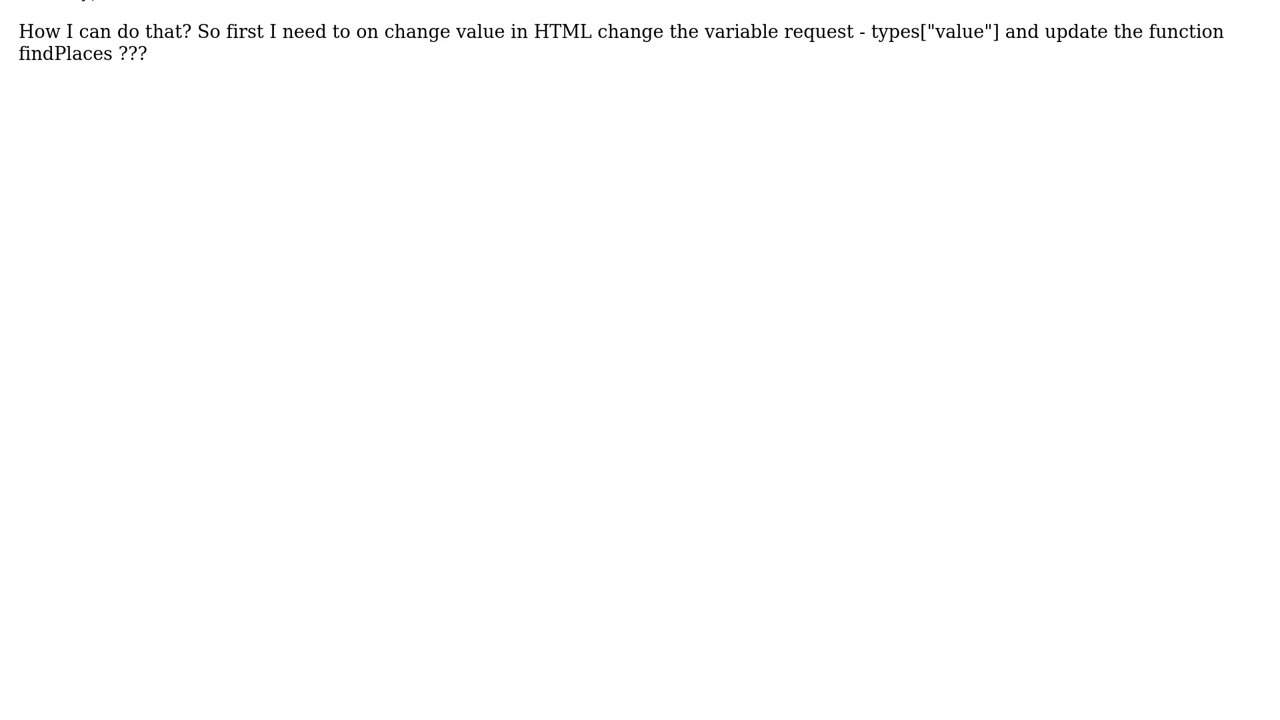 How I can do that? So first I need to on change value in HTML change the variable request - types["value"] and update the function
findPlaces ???